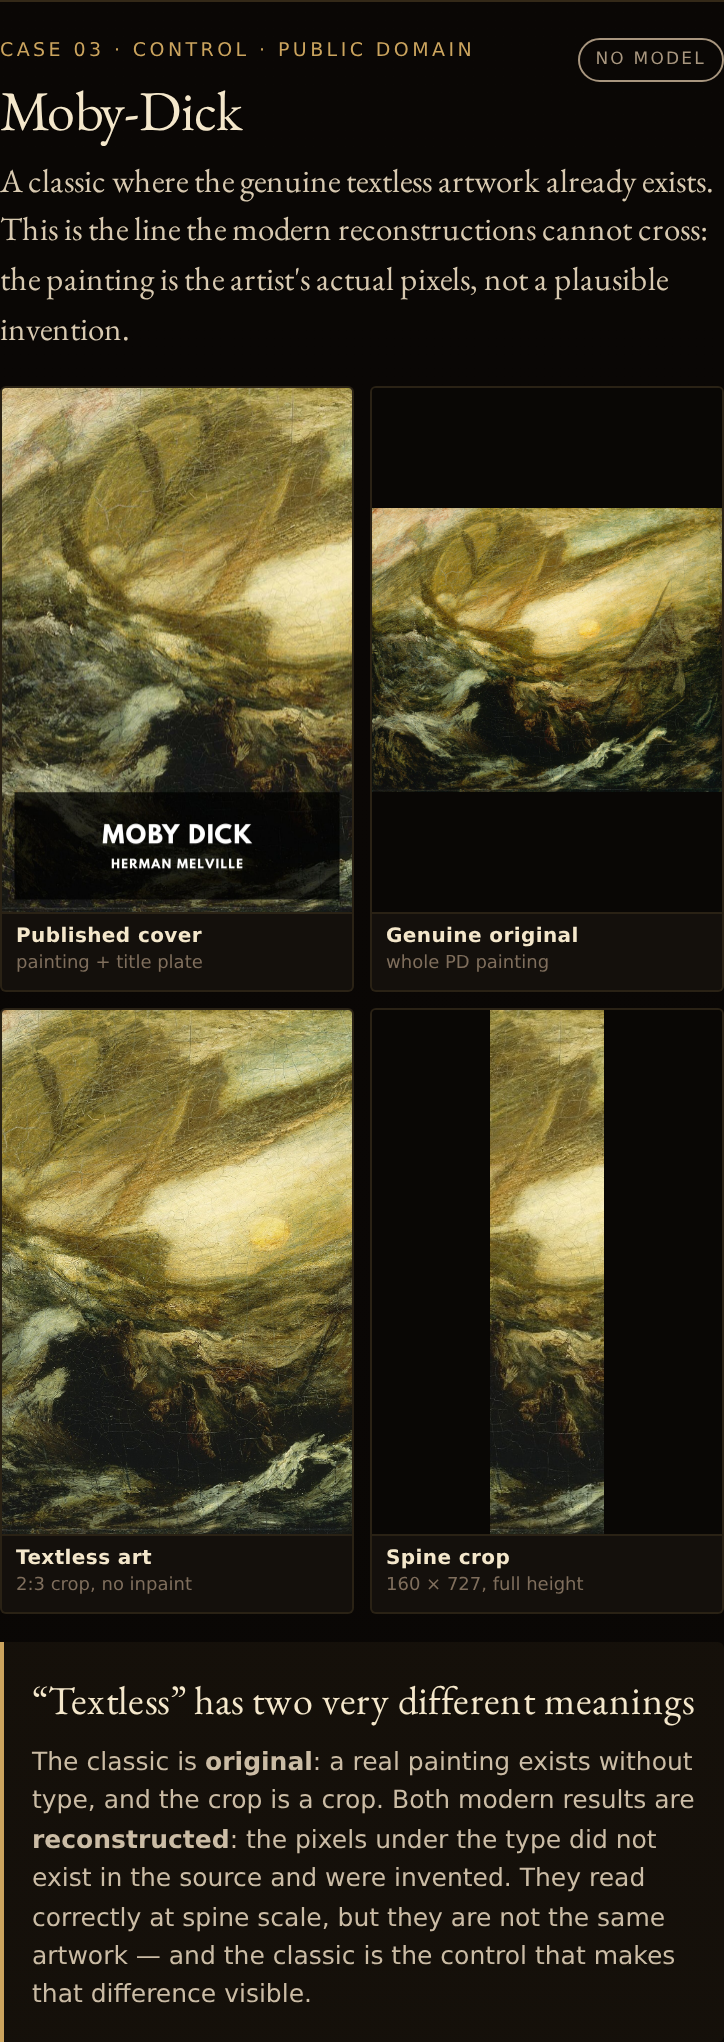 CASE 03 · CONTROL · PUBLIC DOMAIN
NO MODEL
Moby-Dick
A classic where the genuine textless artwork already exists.
This is the line the modern reconstructions cannot cross:
the painting is the artist's actual pixels, not a plausible
invention.
MOBY DICK
HERMAN MELVILLE
Published cover
painting + title plate
Genuine original
whole PD painting
Textless art
2:3 crop, no inpaint
Spine crop
160 × 727, full height
“Textless” has two very different meanings
The classic is original: a real painting exists without
type, and the crop is a crop. Both modern results are
reconstructed: the pixels under the type did not
exist in the source and were invented. They read
correctly at spine scale, but they are not the same
artwork — and the classic is the control that makes
that difference visible.